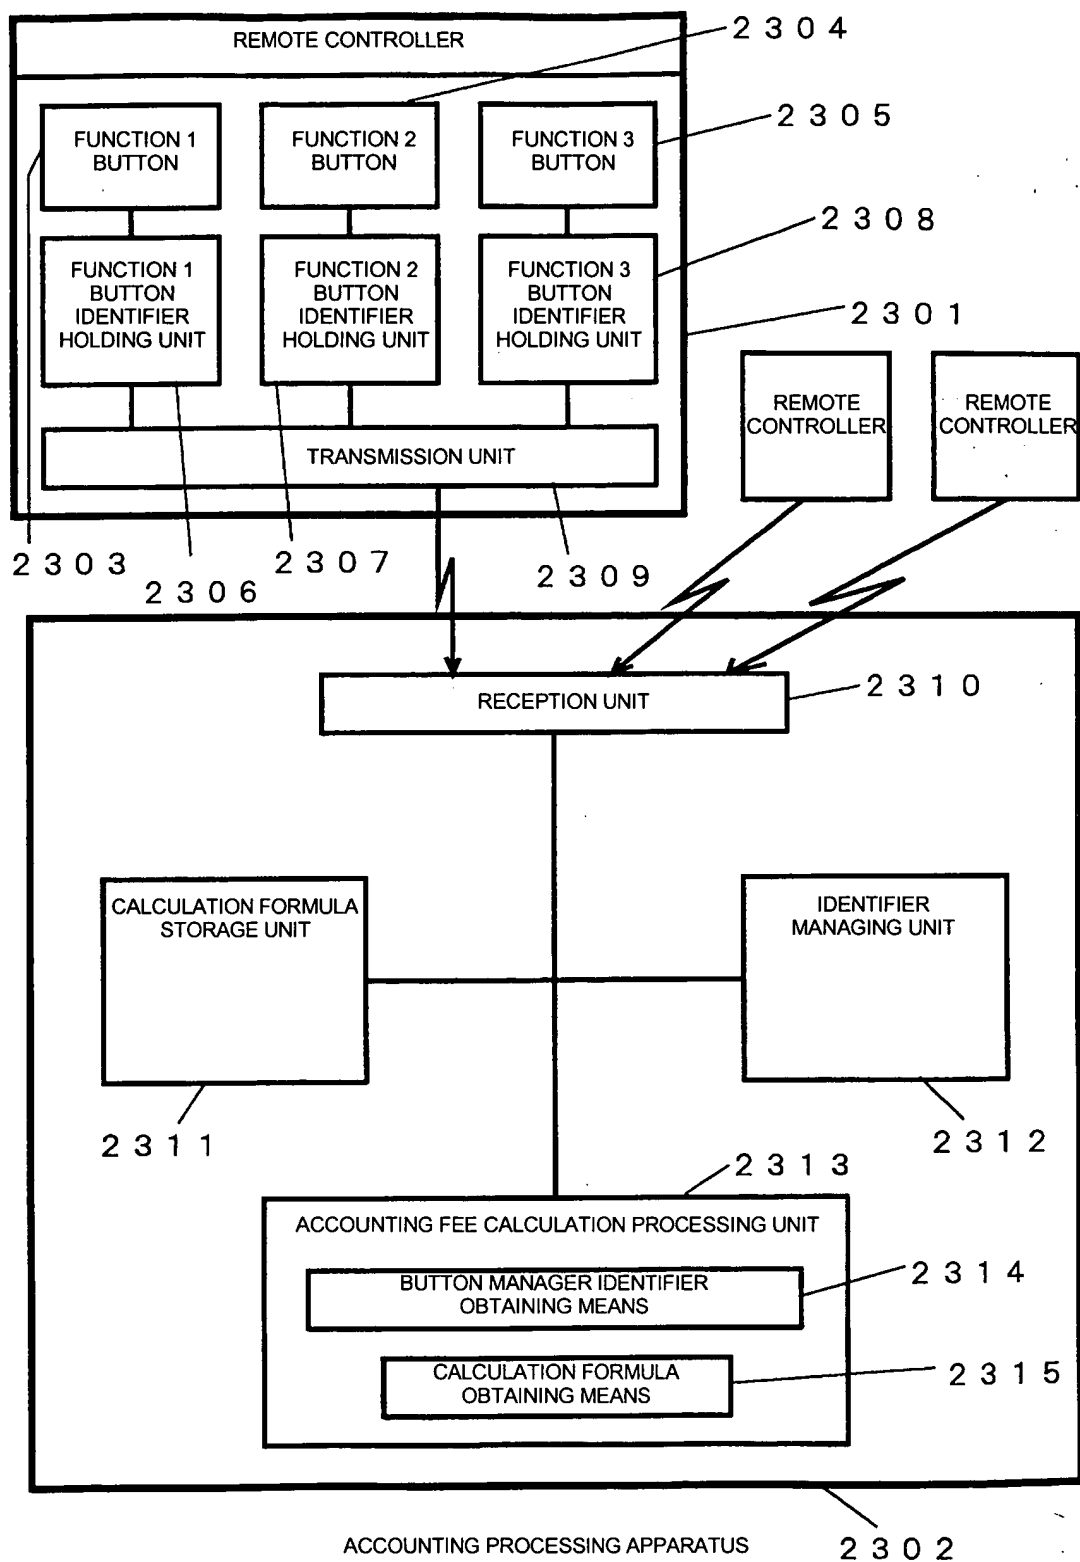 REMOTE CONTROLLER
2304
FUNCTION 1
BUTTON
FUNCTION 2
BUTTON
FUNCTION 3
BUTTON
2305
2308
FUNCTION 1
BUTTON
IDENTIFIER
HOLDING UNIT
FUNCTION 2
BUTTON
IDENTIFIER
HOLDING UNIT
FUNCTION 3
BUTTON
IDENTIFIER
HOLDING UNIT
2301
REMOTE
CONTROLLER
REMOTE
CONTROLLER
TRANSMISSION UNIT
2303
2306
2307
2309
RECEPTION UNIT
2310
CALCULATION FORMULA
STORAGE UNIT
IDENTIFIER
MANAGING UNIT
2311
2312
2313
ACCOUNTING FEE CALCULATION PROCESSING UNIT
BUTTON MANAGER IDENTIFIER
OBTAINING MEANS
2314
CALCULATION FORMULA
OBTAINING MEANS
2315
ACCOUNTING PROCESSING APPARATUS
2302